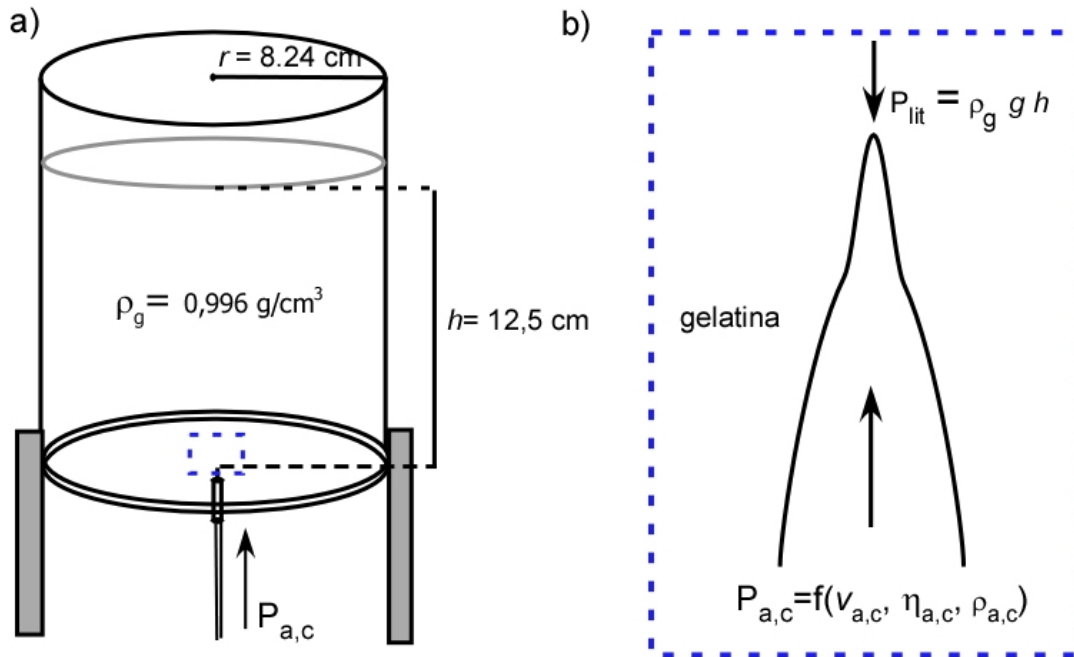 a)
r = 8.24 cm
ρg = 0,996 g/cm³
h= 12,5 cm
Pa,c
b)
Plit = ρg g h
gelatina
Pa,c=f(va,c, ηa,c, ρa,c)